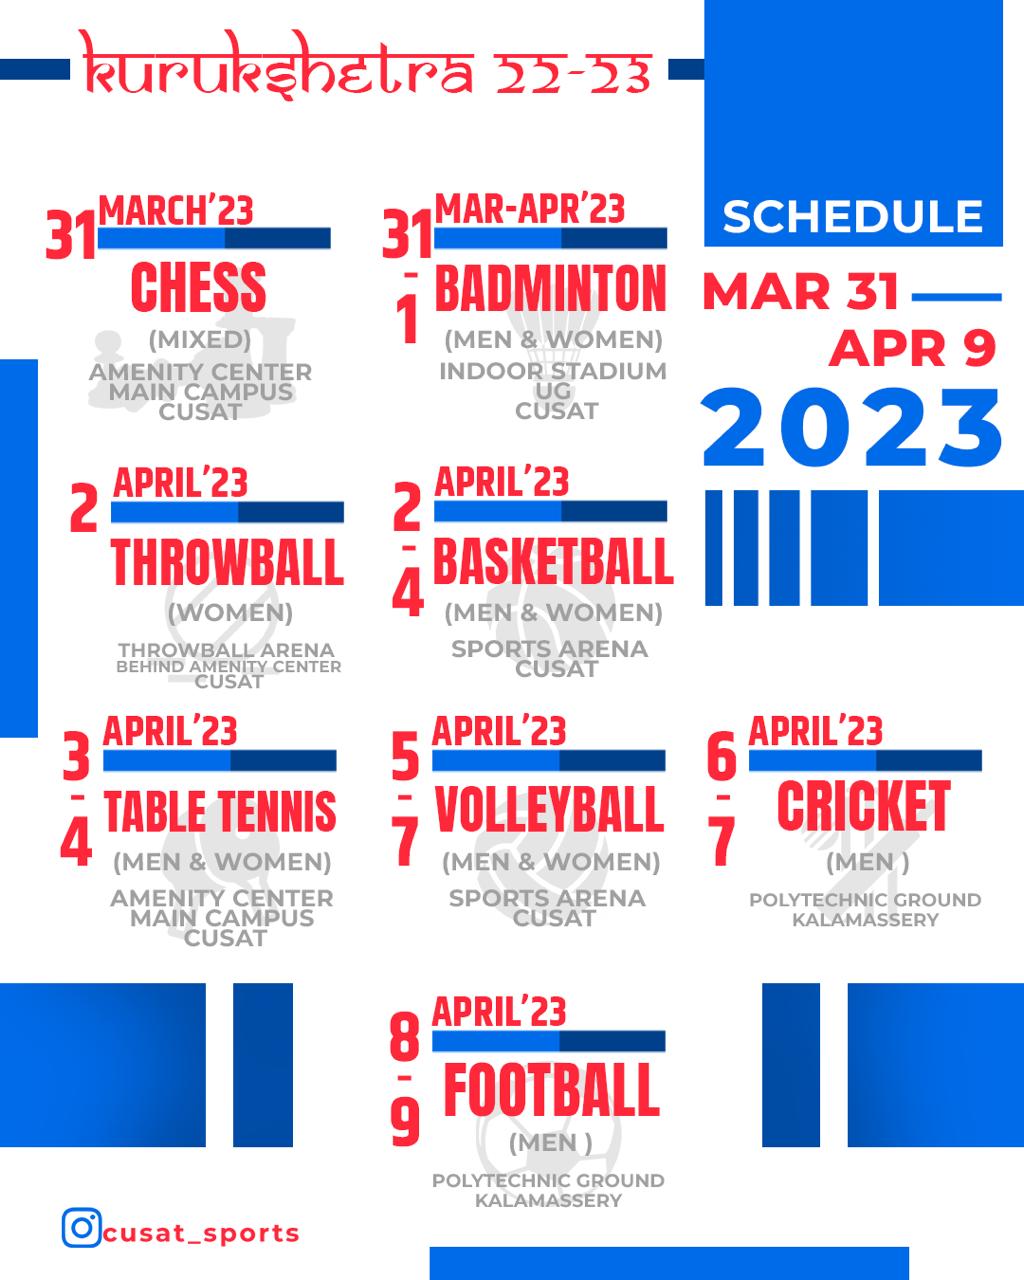 kurukshetra 22-23
SCHEDULE
MAR 31
APR 9
2023
31
MARCH'23
CHESS
(MIXED)
AMENITY CENTER
MAIN CAMPUS
CUSAT
31
-
1
MAR-APR'23
BADMINTON
(MEN & WOMEN)
INDOOR STADIUM
UG
CUSAT
2
APRIL'23
THROWBALL
(WOMEN)
THROWBALL ARENA
BEHIND AMENITY CENTER
CUSAT
2
-
4
APRIL'23
BASKETBALL
(MEN & WOMEN)
SPORTS ARENA
CUSAT
3
-
4
APRIL'23
TABLE TENNIS
(MEN & WOMEN)
AMENITY CENTER
MAIN CAMPUS
CUSAT
5
-
7
APRIL'23
VOLLEYBALL
(MEN & WOMEN)
SPORTS ARENA
CUSAT
6
-
7
APRIL'23
CRICKET
(MEN )
POLYTECHNIC GROUND
KALAMASSERY
8
-
9
APRIL'23
FOOTBALL
(MEN )
POLYTECHNIC GROUND
KALAMASSERY
cusat_sports